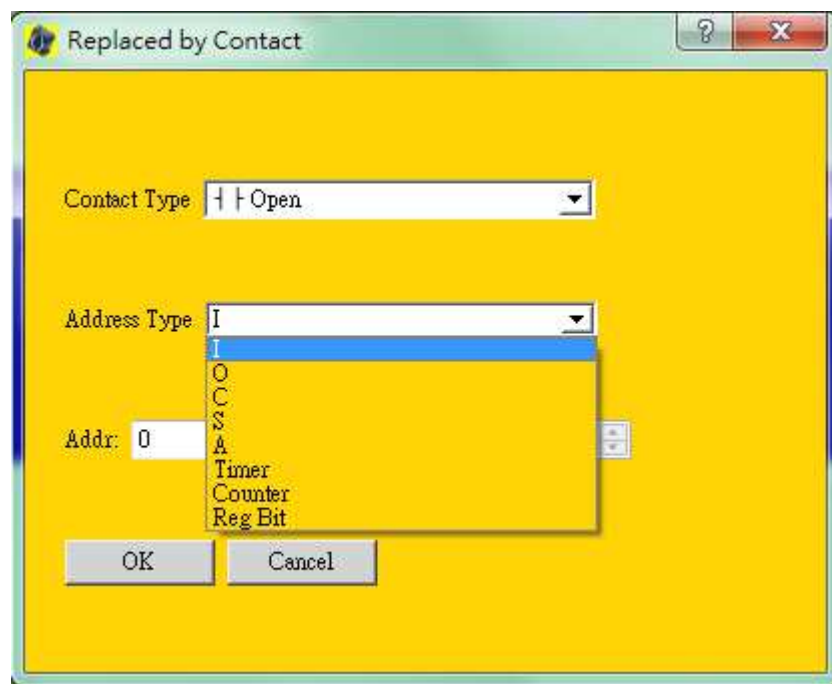 Replaced by Contact
Contact Type ┤├ Open
Address Type I
I
O
C
S
A
Timer
Counter
Reg Bit
Addr: 0
OK Cancel